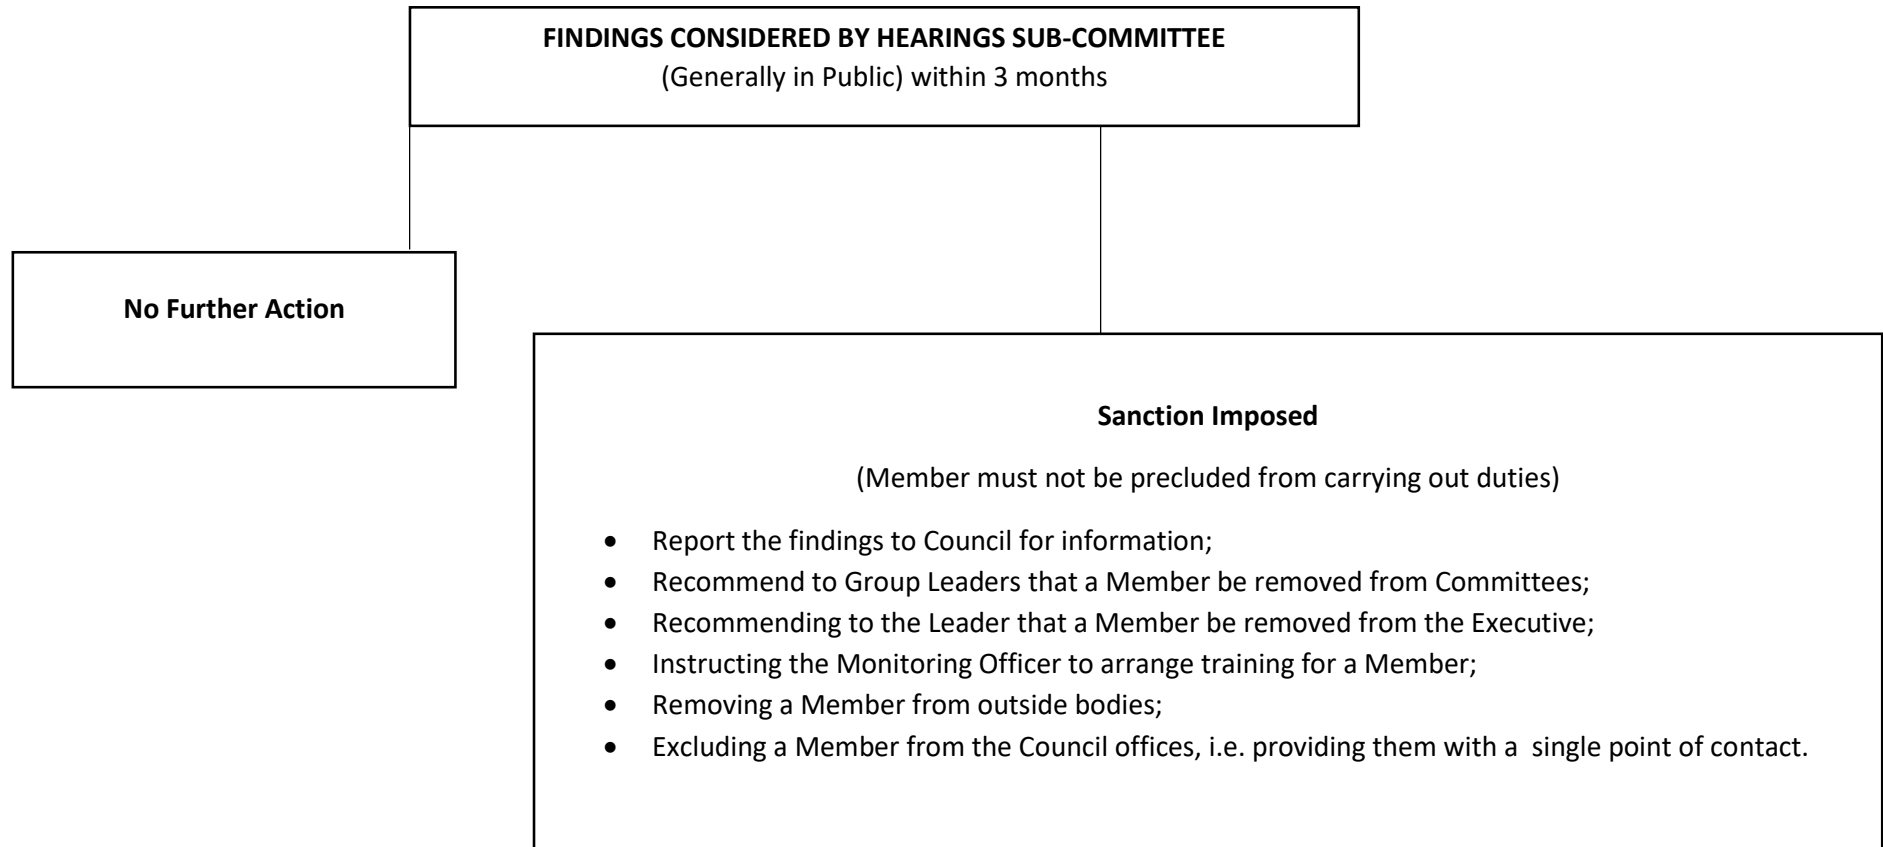 FINDINGS CONSIDERED BY HEARINGS SUB-COMMITTEE
(Generally in Public) within 3 months
No Further Action
Sanction Imposed
(Member must not be precluded from carrying out duties)
• Report the findings to Council for information;
• Recommend to Group Leaders that a Member be removed from Committees;
• Recommending to the Leader that a Member be removed from the Executive;
• Instructing the Monitoring Officer to arrange training for a Member;
• Removing a Member from outside bodies;
• Excluding a Member from the Council offices, i.e. providing them with a  single point of contact.